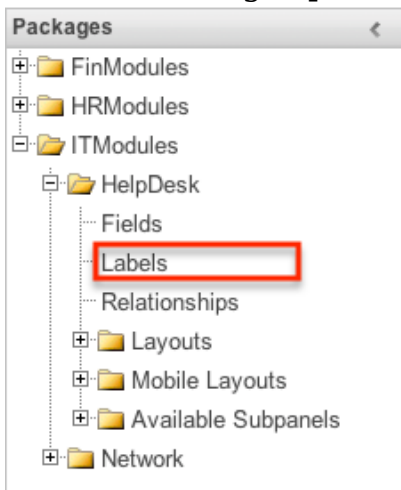 Packages
FinModules
HRModules
ITModules
HelpDesk
Fields
Labels
Relationships
Layouts
Mobile Layouts
Available Subpanels
Network